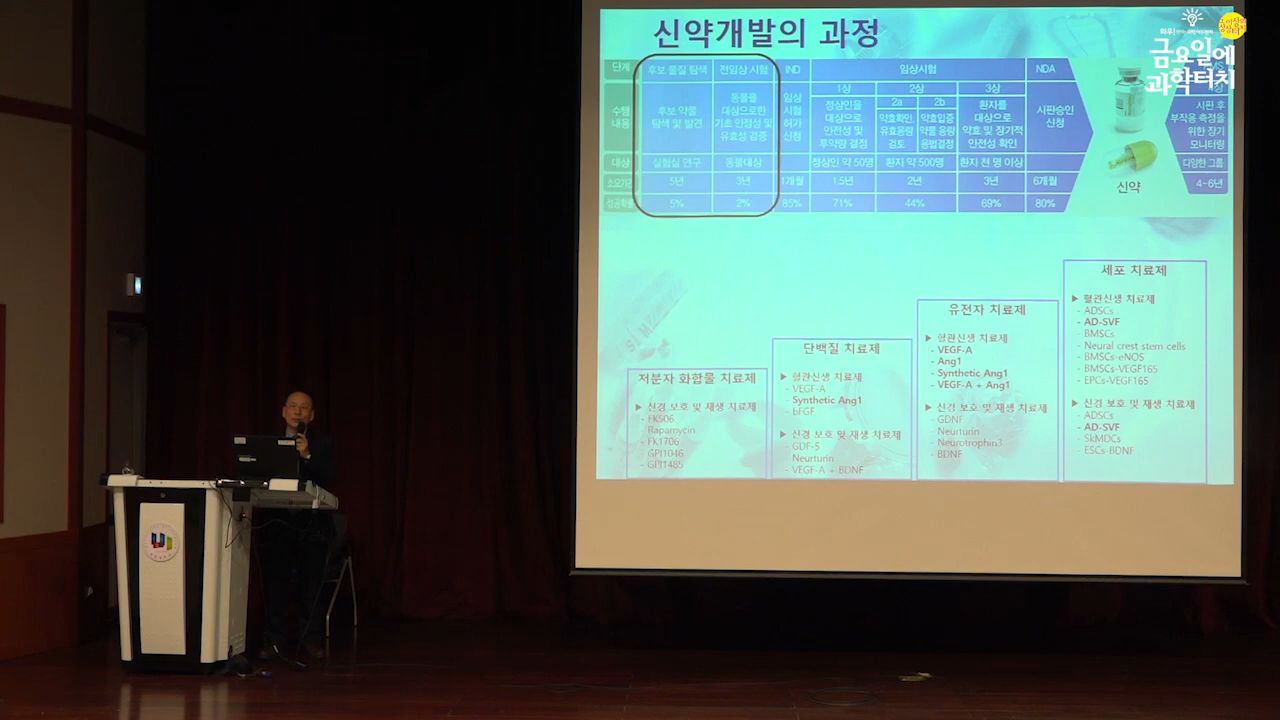 신약개발의 과정
와우!
금요일에
과학터치
단계
후보 물질 탐색
전임상 시험
IND
임상시험
NDA
1상
2상
3상
2a
2b
수행
내용
후보 약물
탐색 및 발견
동물을
대상으로한
기초 안정성 및
유효성 검증
임상
시험
허가
신청
정상인을
대상으로
안전성 및
투약량 결정
약효확인,
유효용량
검토
약효입증
약물 용량
용법결정
환자를
대상으로
약효 및 장기적
안전성 확인
시판승인
신청
시판 후
부작용 측정을
위한 장기
모니터링
대상
실험실 연구
동물대상
정상인 약 50명
환자 약 500명
환자 천 명 이상
다양한 그룹
소요기간
5년
3년
1개월
1.5년
2년
3년
6개월
4~6년
성공확률
5%
2%
85%
71%
44%
69%
80%
신약
저분자 화합물 치료제
▶ 신경 보호 및 재생 치료제
- FK506
Rapamycin
- FK1706
- GPI1046
- GPI1485
단백질 치료제
▶ 혈관신생 치료제
- VEGF-A
- Synthetic Ang1
- bFGF
▶ 신경 보호 및 재생 치료제
- GDF-5
Neurturin
- VEGF-A + BDNF
유전자 치료제
▶ 혈관신생 치료제
- VEGF-A
- Ang1
- Synthetic Ang1
- VEGF-A + Ang1
▶ 신경 보호 및 재생 치료제
- GDNF
- Neurturin
- Neurotrophin3
- BDNF
세포 치료제
▶ 혈관신생 치료제
- ADSCs
- AD-SVF
- BMSCs
- Neural crest stem cells
- BMSCs-eNOS
- BMSCs-VEGF165
- EPCs-VEGF165
▶ 신경 보호 및 재생 치료제
- ADSCs
- AD-SVF
- SkMDCs
- ESCs-BDNF